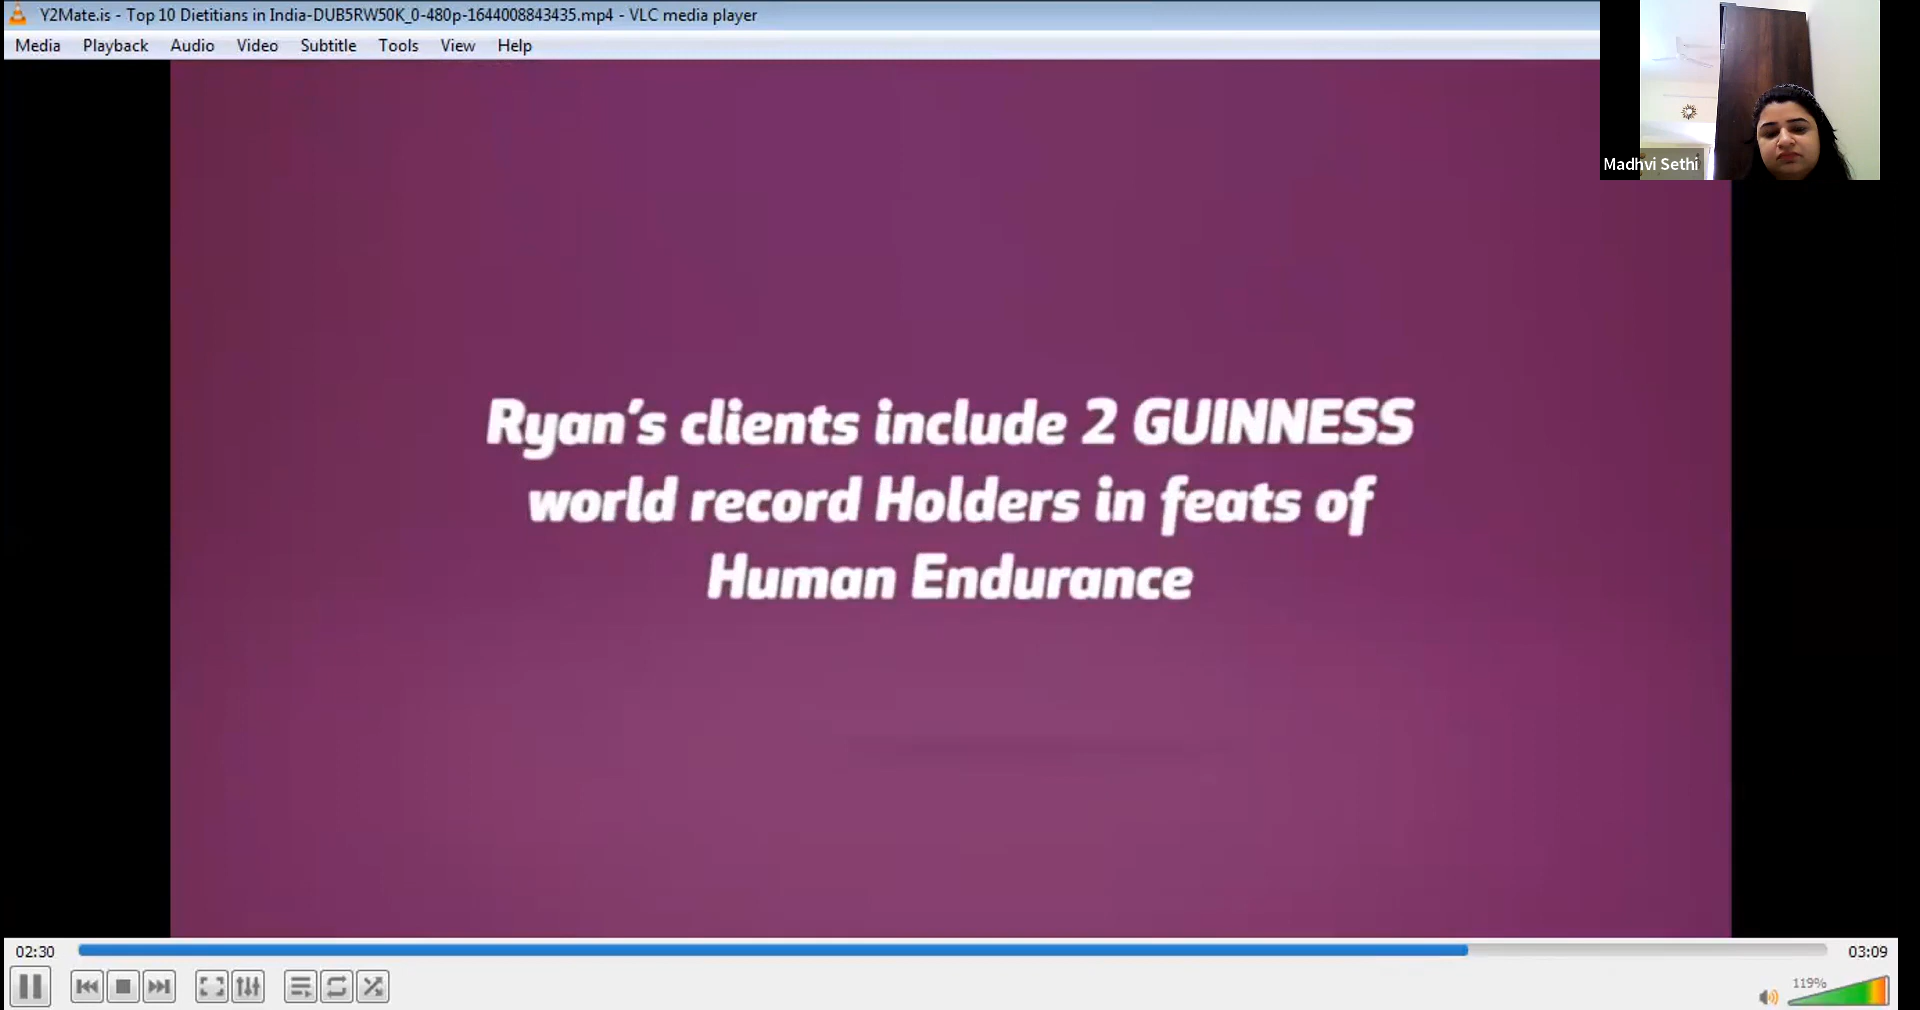 Y2Mate.is - Top 10 Dietitians in India-DUB5RW50K_0-480p-1644008843435.mp4 - VLC media player
Media Playback Audio Video Subtitle Tools View Help
Madhvi Sethi
Ryan's clients include 2 GUINNESS
world record Holders in feats of
Human Endurance
02:30
03:09
119%